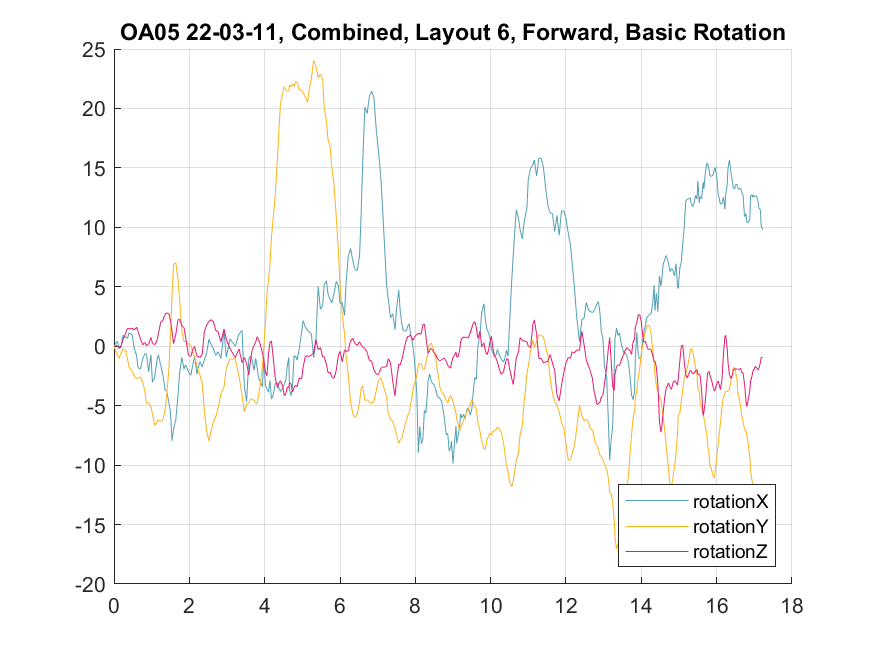 OA05 22-03-11, Combined, Layout 6, Forward, Basic Rotation
25
20
15
10
5
0
-5
-10
-15
-20
0 2 4 6 8 10 12 14 16 18
rotationX
rotationY
rotationZ